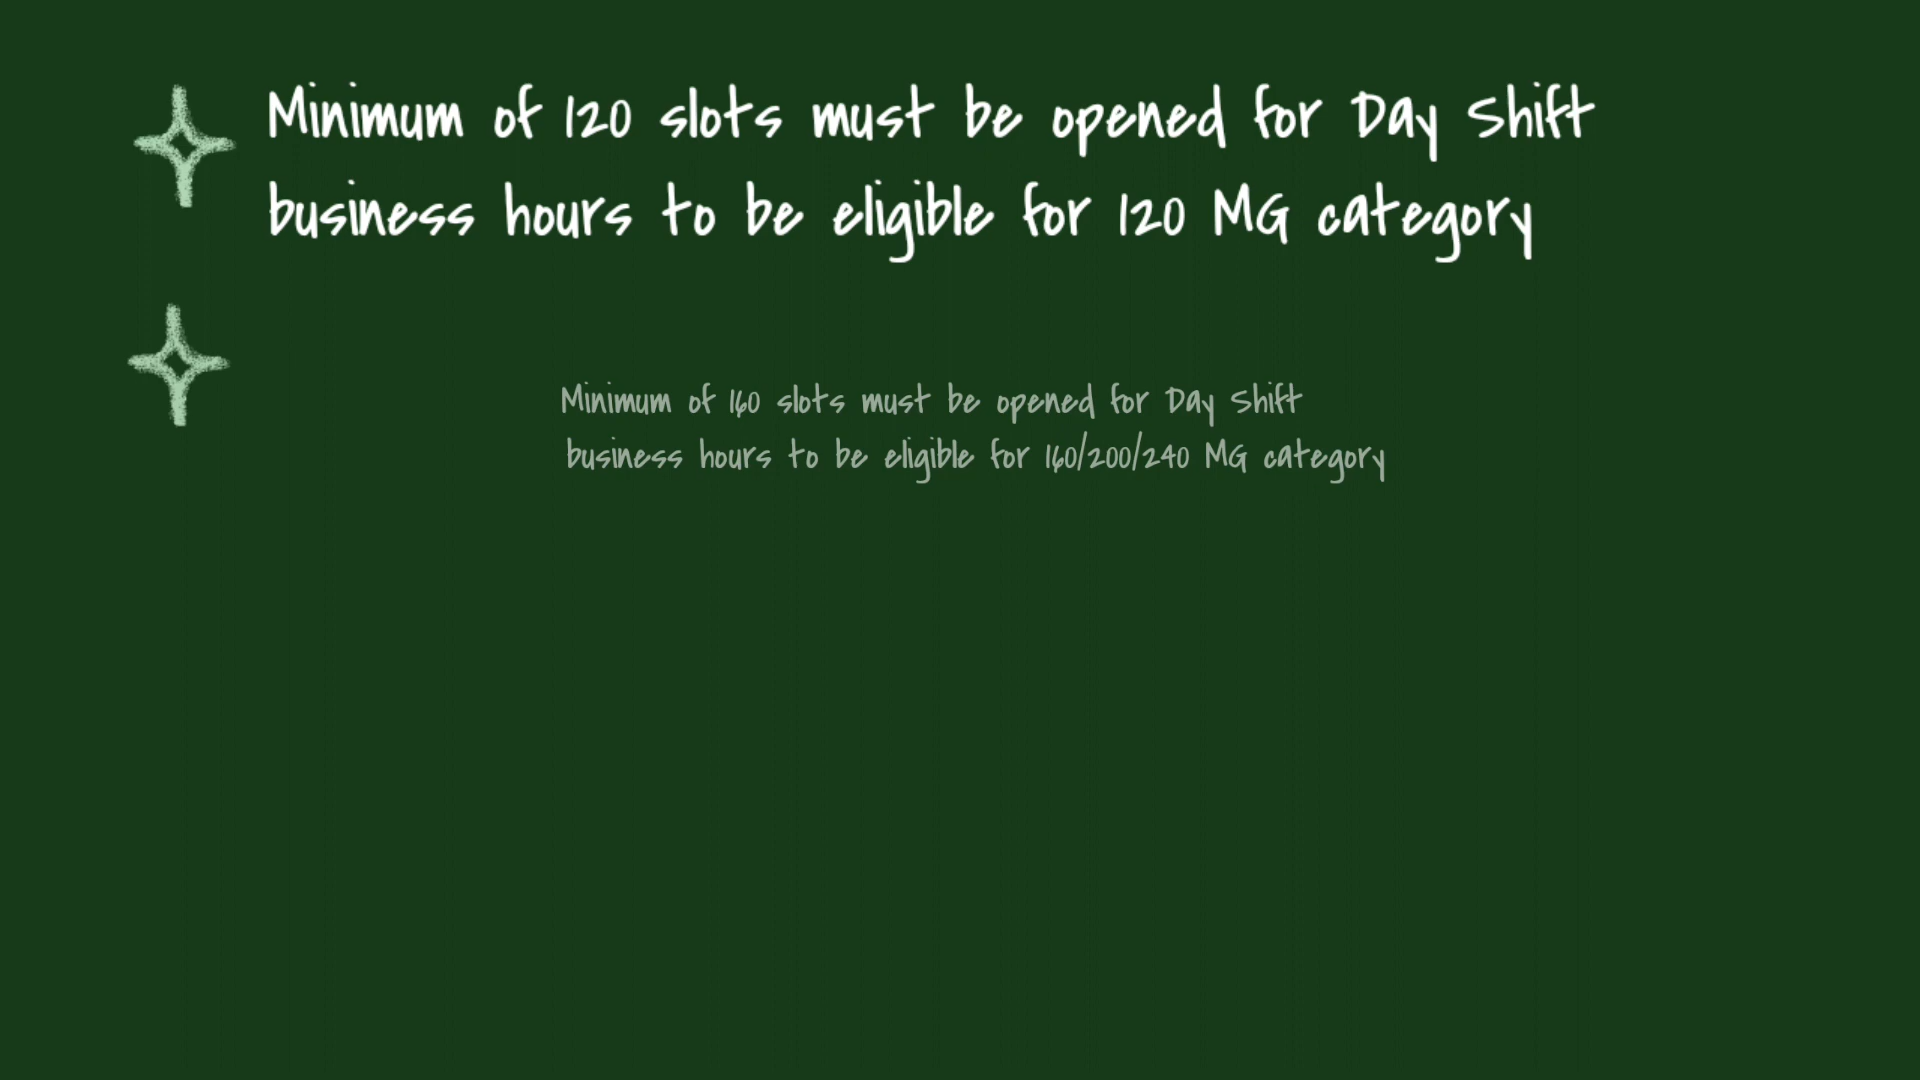 Minimum of 120 slots must be opened for Day Shift
business hours to be eligible for 120 MG category
Minimum of 160 slots must be opened for Day Shift
business hours to be eligible for 160/200/240 MG category